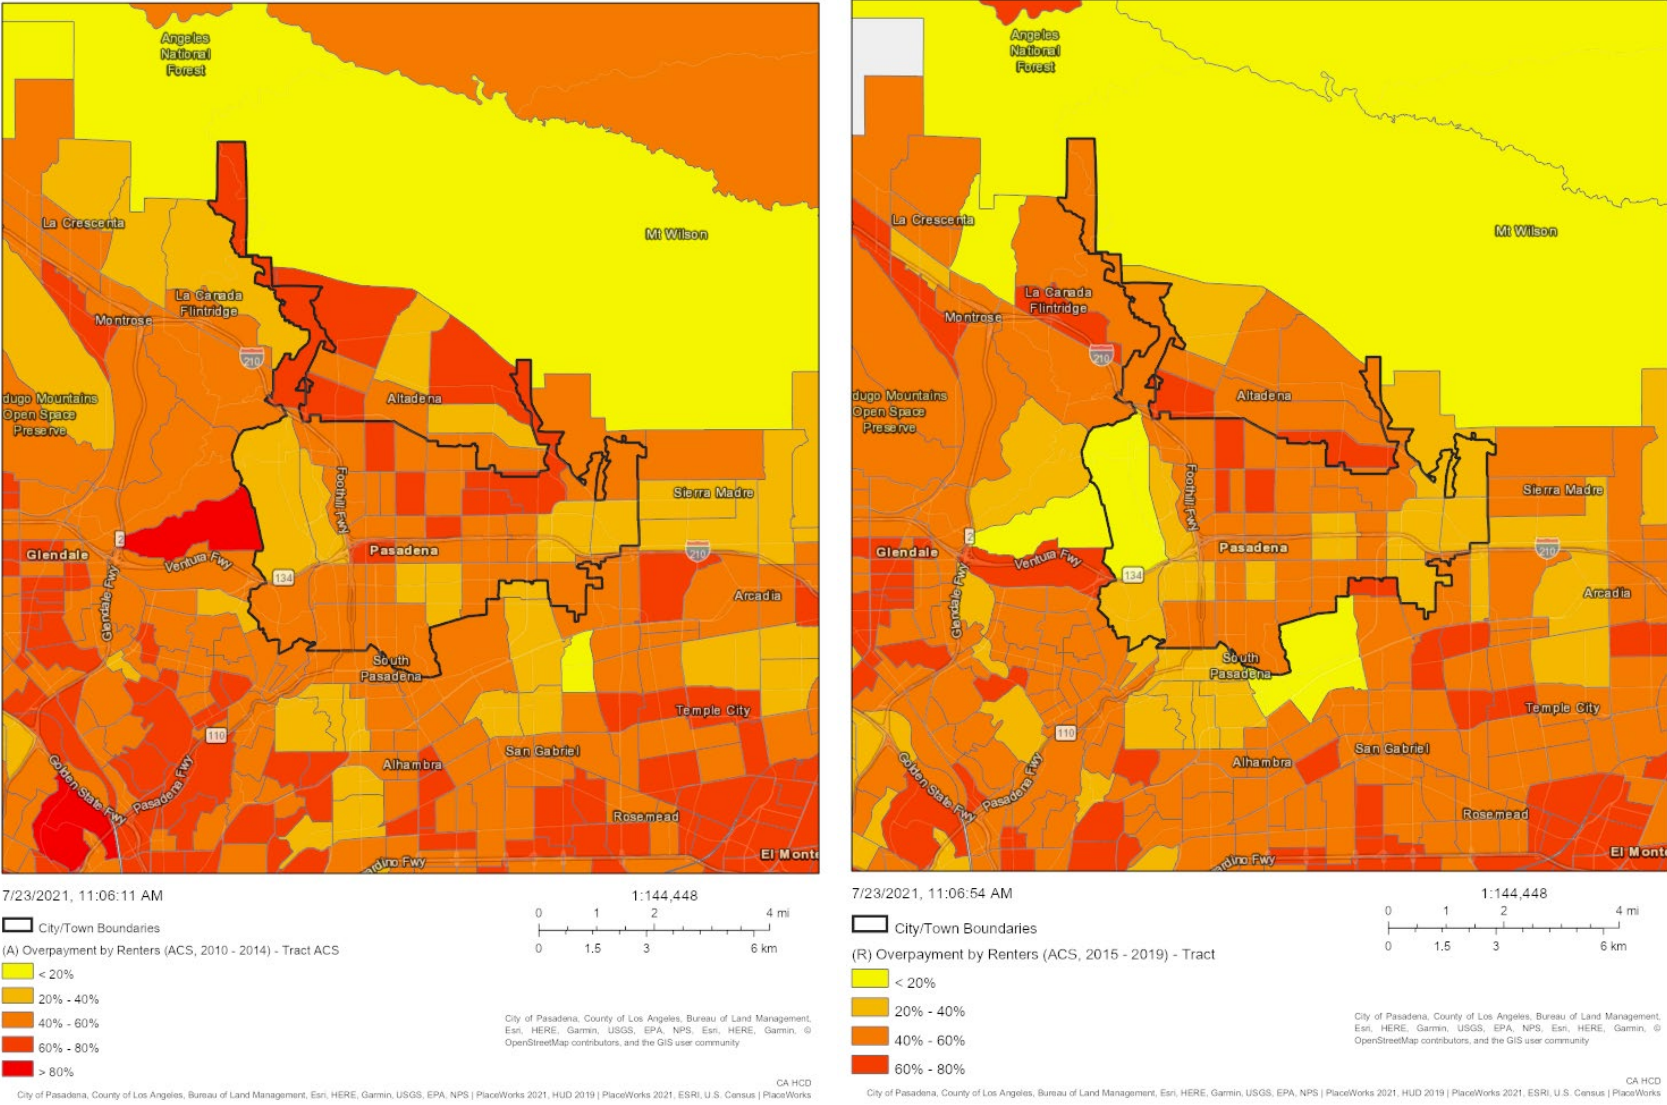 Angeles
National
Forest
Mt Wilson
La Crescenta
La Canada
Flintridge
Montrose
210
dugo Mountains
Open Space
Preserve
Altadena
Foothill Fwy
Sierra Madre
2
Glendale
Ventura Fwy
Pasadena
210
134
Glendale Fwy
Arcadia
South
Pasadena
Temple City
110
San Gabriel
Alhambra
Golden State Fwy
Pasadena Fwy
Rosemead
El Monte
ardino Fwy
7/23/2021, 11:06:11 AM
1:144,448
0 1 2 4 mi
0 1.5 3 6 km
City/Town Boundaries
(A) Overpayment by Renters (ACS, 2010 - 2014) - Tract ACS
< 20%
20% - 40%
40% - 60%
60% - 80%
> 80%
City of Pasadena, County of Los Angeles, Bureau of Land Management,
Esri, HERE, Garmin, USGS, EPA, NPS, Esri, HERE, Garmin, ©
OpenStreetMap contributors, and the GIS user community
CA HCD
City of Pasadena, County of Los Angeles, Bureau of Land Management, Esri, HERE, Garmin, USGS, EPA, NPS | PlaceWorks 2021, HUD 2019 | PlaceWorks 2021, ESRI, U.S. Census | PlaceWorks
Angeles
National
Forest
Mt Wilson
La Crescenta
La Canada
Flintridge
Montrose
210
dugo Mountains
Open Space
Preserve
Altadena
Foothill Fwy
Sierra Madre
2
Glendale
Ventura Fwy
Pasadena
210
134
Glendale Fwy
Arcadia
South
Pasadena
Temple City
110
San Gabriel
Alhambra
Golden State Fwy
Pasadena Fwy
Rosemead
El Mont
ardino Fwy
7/23/2021, 11:06:54 AM
1:144,448
0 1 2 4 mi
0 1.5 3 6 km
City/Town Boundaries
(R) Overpayment by Renters (ACS, 2015 - 2019) - Tract
< 20%
20% - 40%
40% - 60%
60% - 80%
City of Pasadena, County of Los Angeles, Bureau of Land Management,
Esri, HERE, Garmin, USGS, EPA, NPS, Esri, HERE, Garmin, ©
OpenStreetMap contributors, and the GIS user community
CA HCD
City of Pasadena, County of Los Angeles, Bureau of Land Management, Esri, HERE, Garmin, USGS, EPA, NPS | PlaceWorks 2021, HUD 2019 | PlaceWorks 2021, ESRI, U.S. Census | PlaceWorks